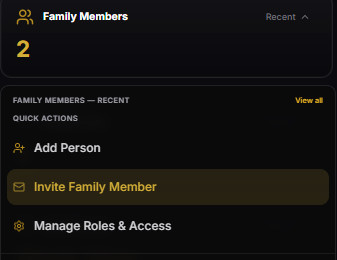 Family Members
Recent
2
FAMILY MEMBERS — RECENT
View all
QUICK ACTIONS
Add Person
Invite Family Member
Manage Roles & Access